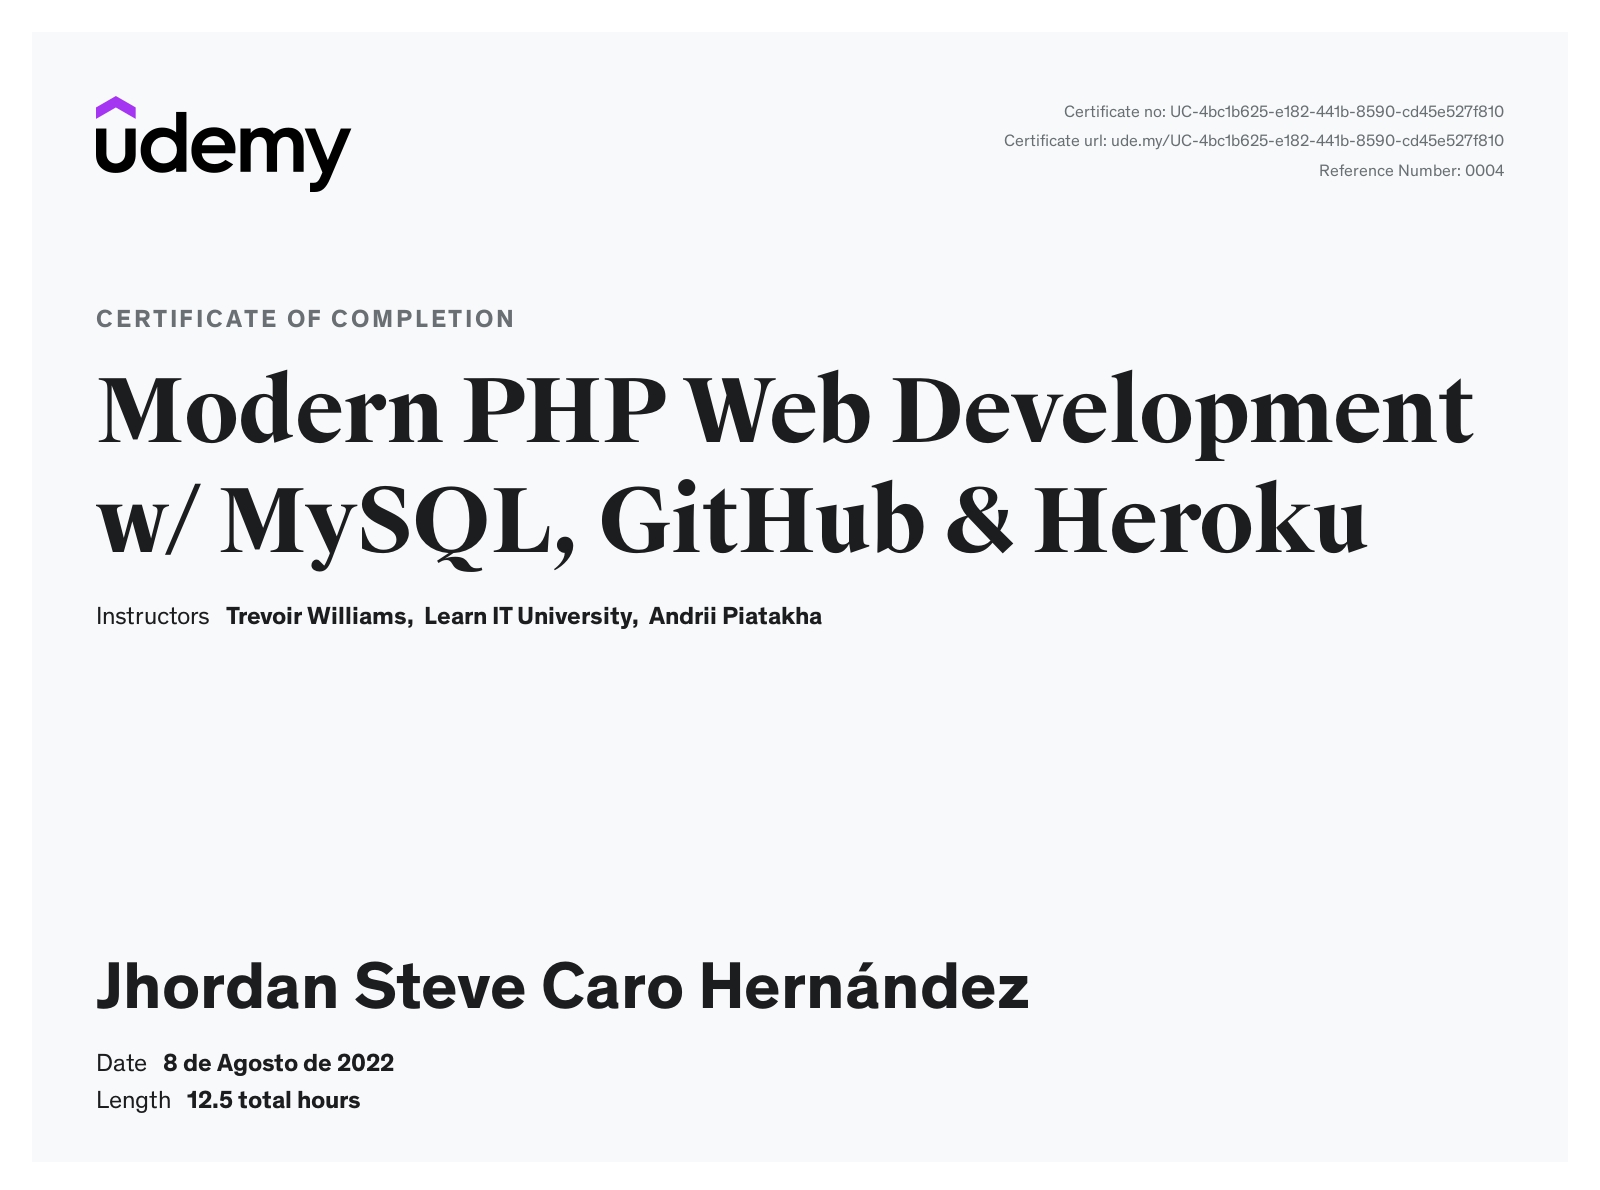 udemy
Certificate no: UC-4bc1b625-e182-441b-8590-cd45e527f810
Certificate url: ude.my/UC-4bc1b625-e182-441b-8590-cd45e527f810
Reference Number: 0004
CERTIFICATE OF COMPLETION
Modern PHP Web Development
w/ MySQL, GitHub & Heroku
Instructors Trevoir Williams, Learn IT University, Andrii Piatakha
Jhordan Steve Caro Hernández
Date 8 de Agosto de 2022
Length 12.5 total hours